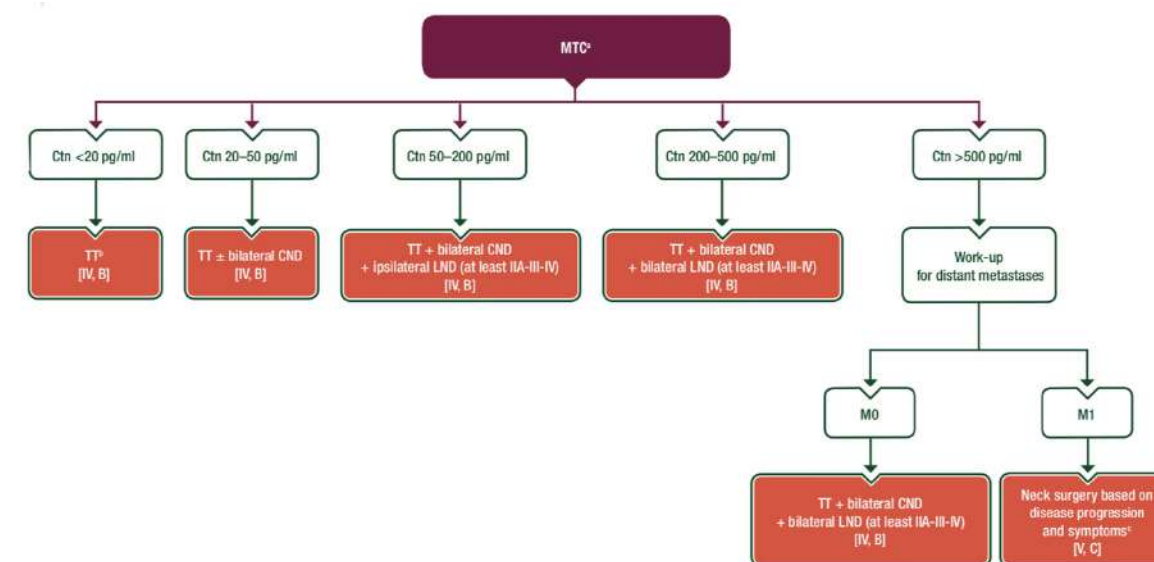 MTCª
Ctn <20 pg/ml
Ctn 20–50 pg/ml
Ctn 50–200 pg/ml
Ctn 200–500 pg/ml
Ctn >500 pg/ml
TTᵇ
[IV, B]
TT ± bilateral CND
[IV, B]
TT + bilateral CND
+ ipsilateral LND (at least IIA-III-IV)
[IV, B]
TT + bilateral CND
+ bilateral LND (at least IIA-III-IV)
[IV, B]
Work-up
for distant metastases
M0
M1
TT + bilateral CND
+ bilateral LND (at least IIA-III-IV)
[IV, B]
Neck surgery based on
disease progression
and symptomsᶜ
[V, C]